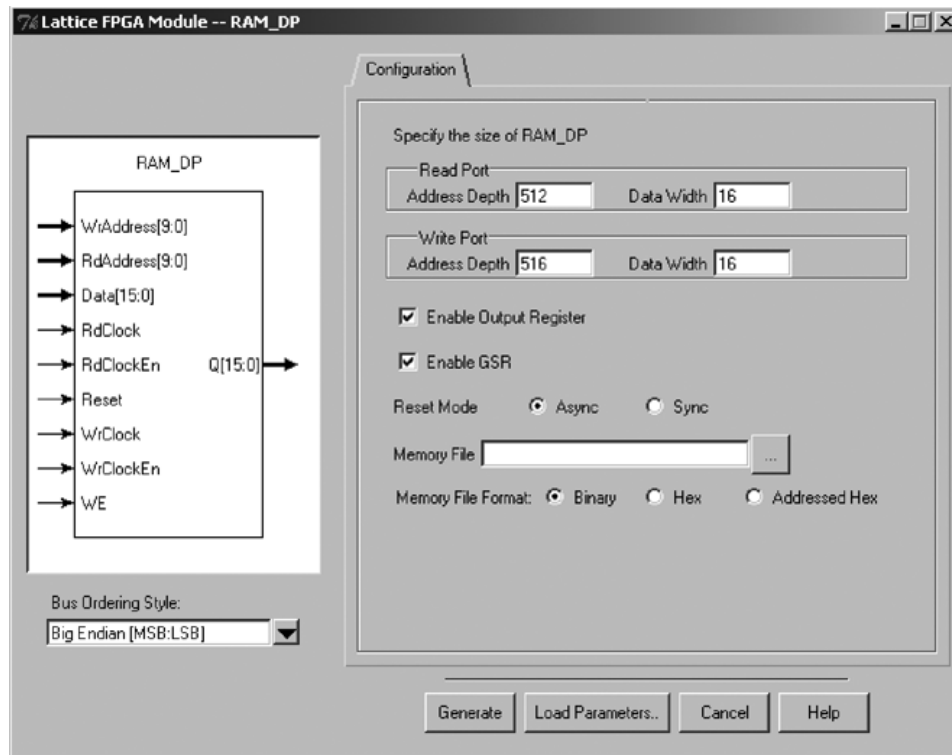 Lattice FPGA Module -- RAM_DP
Configuration
RAM_DP
WrAddress[9:0]
RdAddress[9:0]
Data[15:0]
RdClock
RdClockEn Q[15:0]
Reset
WrClock
WrClockEn
WE
Bus Ordering Style:
Big Endian [MSB:LSB]
Specify the size of RAM_DP
Read Port
Address Depth 512 Data Width 16
Write Port
Address Depth 516 Data Width 16
Enable Output Register
Enable GSR
Reset Mode Async Sync
Memory File ...
Memory File Format: Binary Hex Addressed Hex
Generate Load Parameters.. Cancel Help